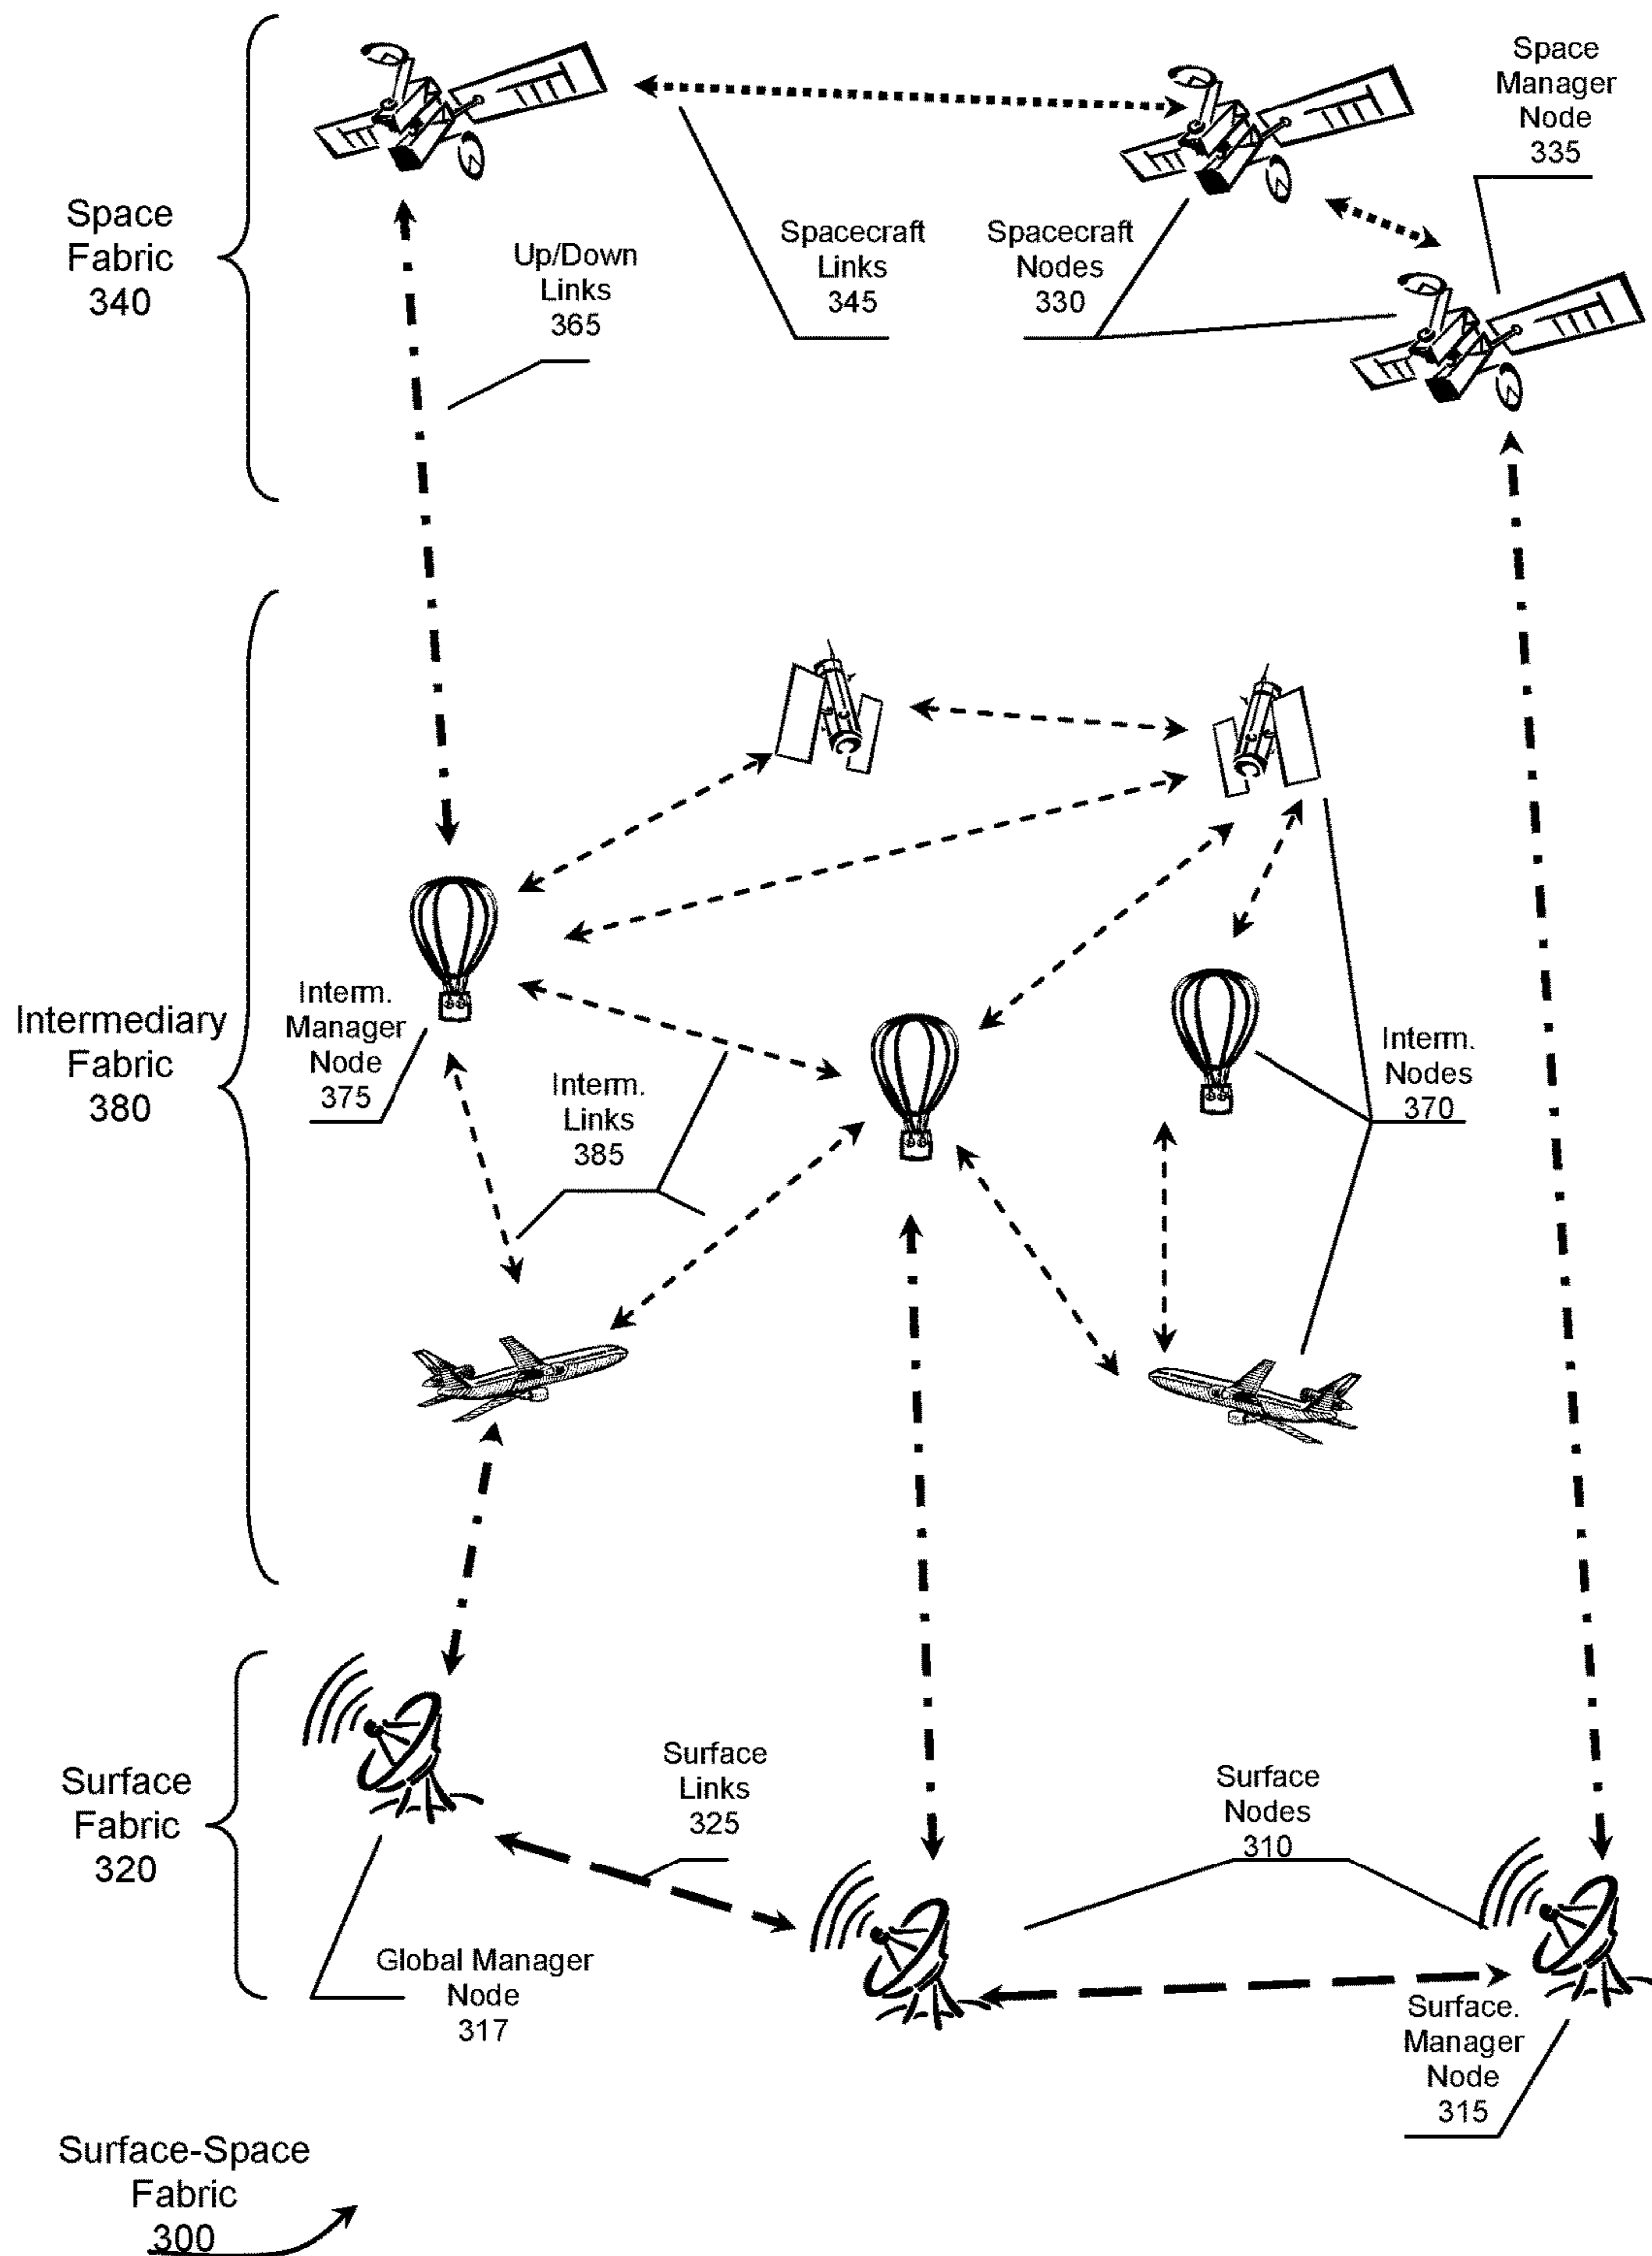 Space
Manager
Node
335
Space
Fabric
340
Up/Down
Links
365
Spacecraft
Links
345
Spacecraft
Nodes
330
Intermediary
Fabric
380
Interm.
Manager
Node
375
Interm.
Links
385
Interm.
Nodes
370
Surface
Fabric
320
Surface
Links
325
Surface
Nodes
310
Global Manager
Node
317
Surface.
Manager
Node
315
Surface-Space
Fabric
300